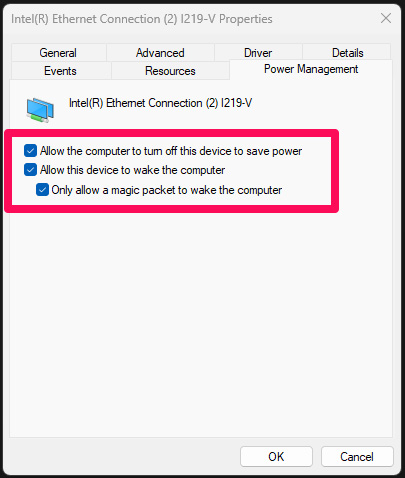 Intel(R) Ethernet Connection (2) I219-V Properties
General Advanced Driver Details
Events Resources Power Management
Intel(R) Ethernet Connection (2) I219-V
Allow the computer to turn off this device to save power
Allow this device to wake the computer
Only allow a magic packet to wake the computer
OK Cancel